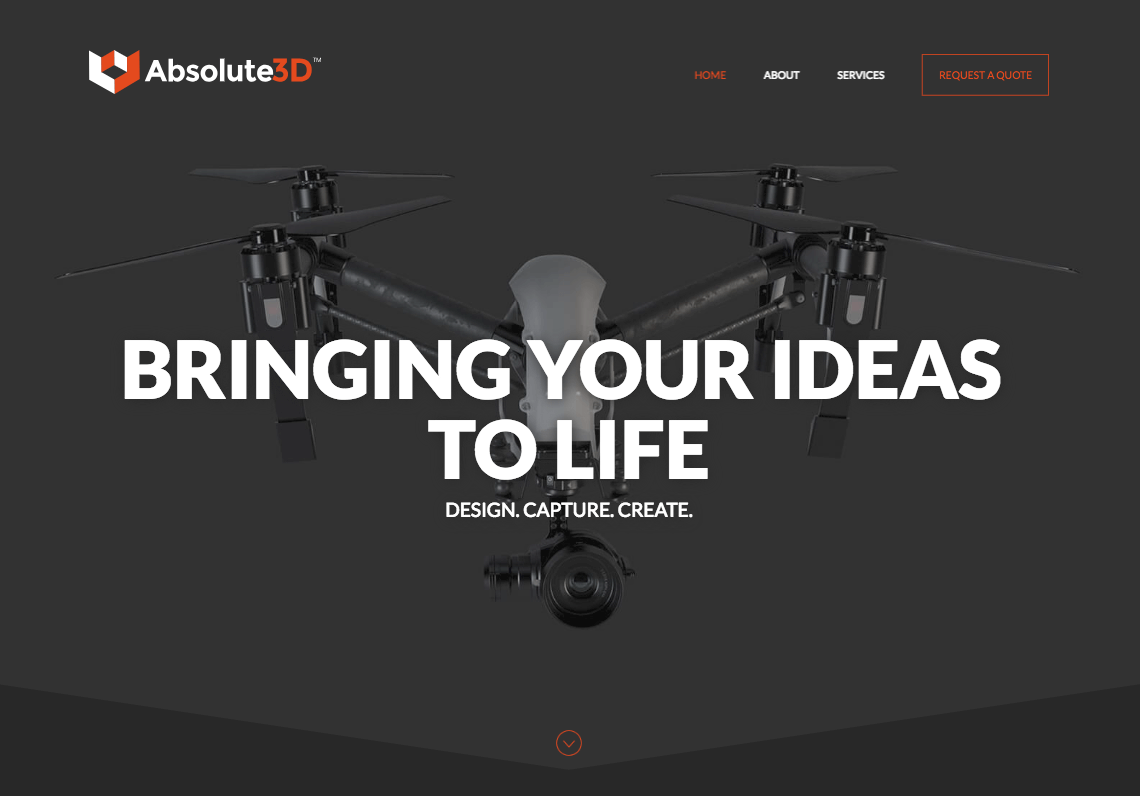 Absolute3D™
HOME ABOUT SERVICES REQUEST A QUOTE
BRINGING YOUR IDEAS
TO LIFE
DESIGN. CAPTURE. CREATE.